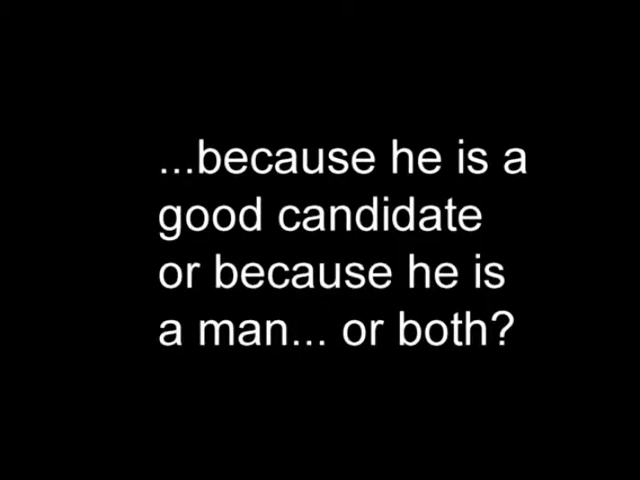 ...because he is a
good candidate
or because he is
a man... or both?